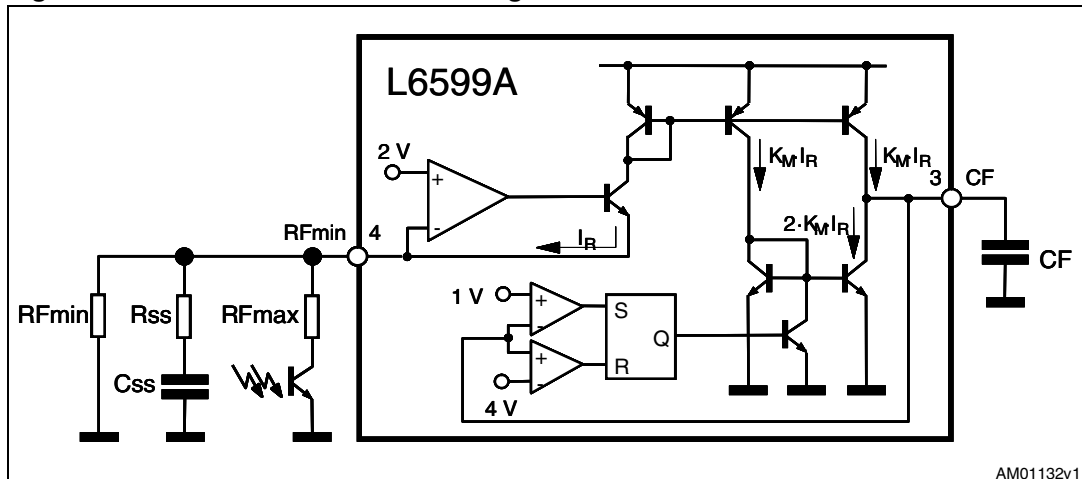 L6599A
2 V
+
-
K_M·I_R
K_M·I_R
3
CF
RFmin
4
I_R
2·K_M·I_R
CF
RFmin
Rss
RFmax
Css
1 V
+
-
S
Q
+
-
R
4 V
AM01132v1